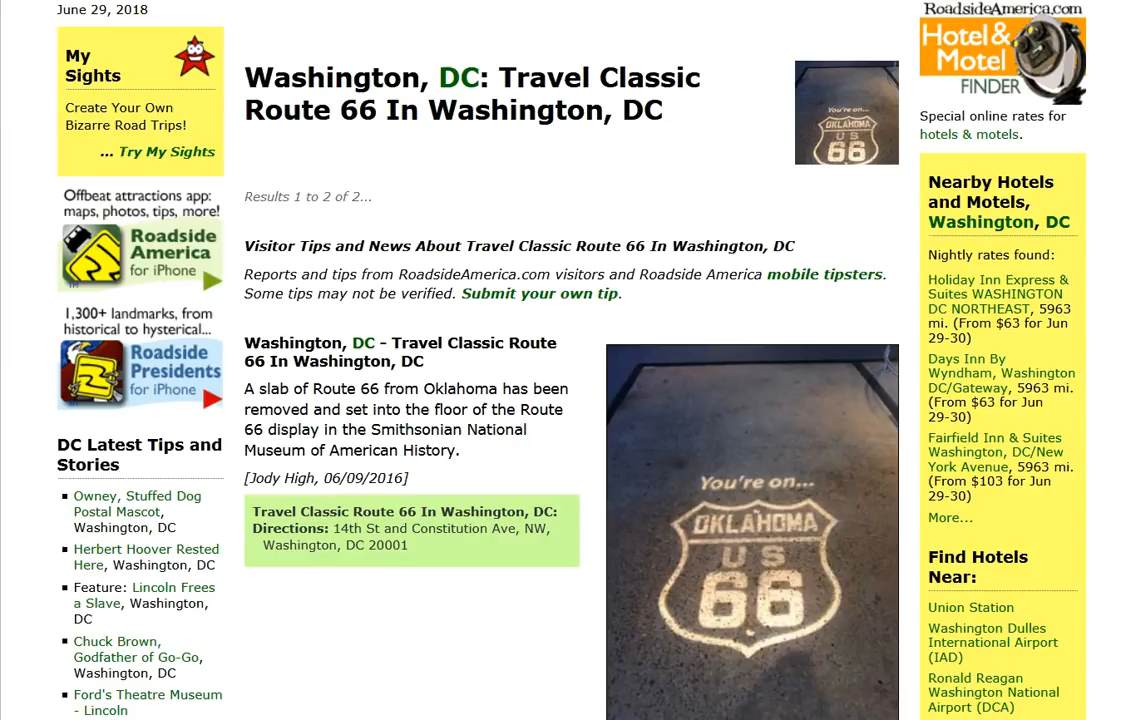 June 29, 2018
My
Sights
Create Your Own
Bizarre Road Trips!
... Try My Sights
Offbeat attractions app:
maps, photos, tips, more!
Roadside
America
for iPhone
1,300+ landmarks, from
historical to hysterical...
Roadside
Presidents
for iPhone
DC Latest Tips and
Stories
Owney, Stuffed Dog
Postal Mascot,
Washington, DC
Herbert Hoover Rested
Here, Washington, DC
Feature: Lincoln Frees
a Slave, Washington,
DC
Chuck Brown,
Godfather of Go-Go,
Washington, DC
Ford's Theatre Museum
- Lincoln
Washington, DC: Travel Classic
Route 66 In Washington, DC
You're on...
OKLAHOMA
US
66
Results 1 to 2 of 2...
Visitor Tips and News About Travel Classic Route 66 In Washington, DC
Reports and tips from RoadsideAmerica.com visitors and Roadside America mobile tipsters.
Some tips may not be verified. Submit your own tip.
Washington, DC - Travel Classic Route
66 In Washington, DC
A slab of Route 66 from Oklahoma has been
removed and set into the floor of the Route
66 display in the Smithsonian National
Museum of American History.
[Jody High, 06/09/2016]
Travel Classic Route 66 In Washington, DC:
Directions: 14th St and Constitution Ave, NW,
Washington, DC 20001
You're on...
OKLAHOMA
US
66
RoadsideAmerica.com
Hotel &
Motel
FINDER
Special online rates for
hotels & motels.
Nearby Hotels
and Motels,
Washington, DC
Nightly rates found:
Holiday Inn Express &
Suites WASHINGTON
DC NORTHEAST, 5963
mi. (From $63 for Jun
29-30)
Days Inn By
Wyndham, Washington
DC/Gateway, 5963 mi.
(From $63 for Jun
29-30)
Fairfield Inn & Suites
Washington, DC/New
York Avenue, 5963 mi.
(From $103 for Jun
29-30)
More...
Find Hotels
Near:
Union Station
Washington Dulles
International Airport
(IAD)
Ronald Reagan
Washington National
Airport (DCA)